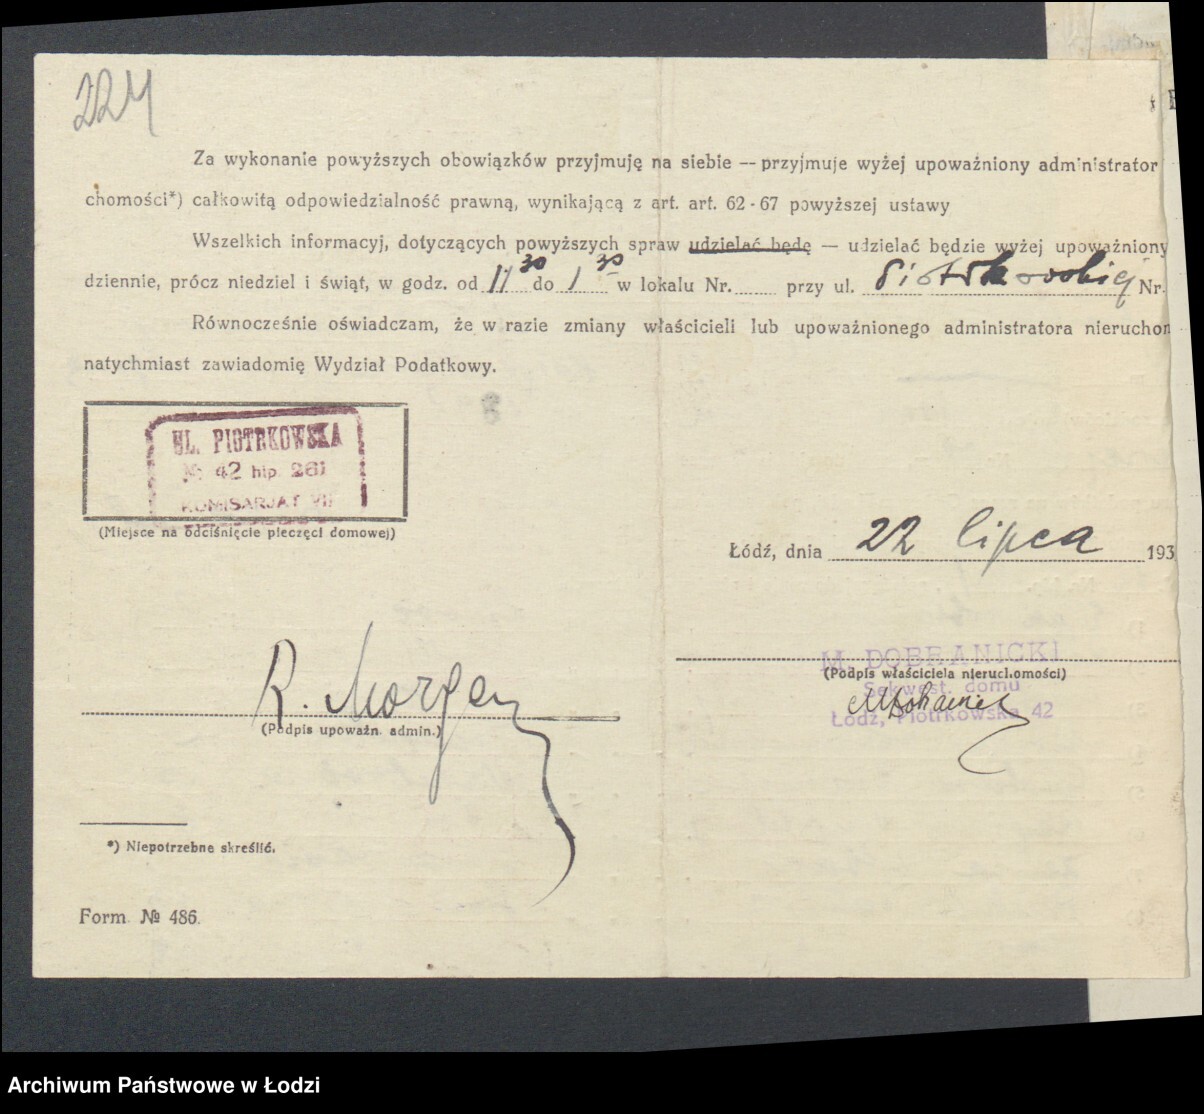 224
Za wykonanie powyższych obowiązków przyjmuję na siebie — przyjmuje wyżej upoważniony administrator
chomości*) całkowitą odpowiedzialność prawną, wynikającą z art. art. 62 - 67 powyższej ustawy
Wszelkich informacyj, dotyczących powyższych spraw udzielać będę — udzielać będzie wyżej upoważniony
dziennie, prócz niedziel i świąt, w godz. od 11 30 do 1 30 w lokalu Nr. ........ przy ul. Piotrkowskiej Nr.
Równocześnie oświadczam, że w razie zmiany właścicieli lub upoważnionego administratora nieruchom
natychmiast zawiadomię Wydział Podatkowy.
UL. PIOTRKOWSKA
№ 42 hip. 261
KOMISARJAT VII
(Miejsce na odciśnięcie pieczęci domowej)
Łódź, dnia 22 lipca 193
M. DOBRANICKI
(Podpis właściciela nieruchomości)
Sekwest. domu
Łódź, Piotrkowska 42
R. Morgen
(Podpis upoważn. admin.)
*) Niepotrzebne skreślić.
Form. № 486.
Archiwum Państwowe w Łodzi